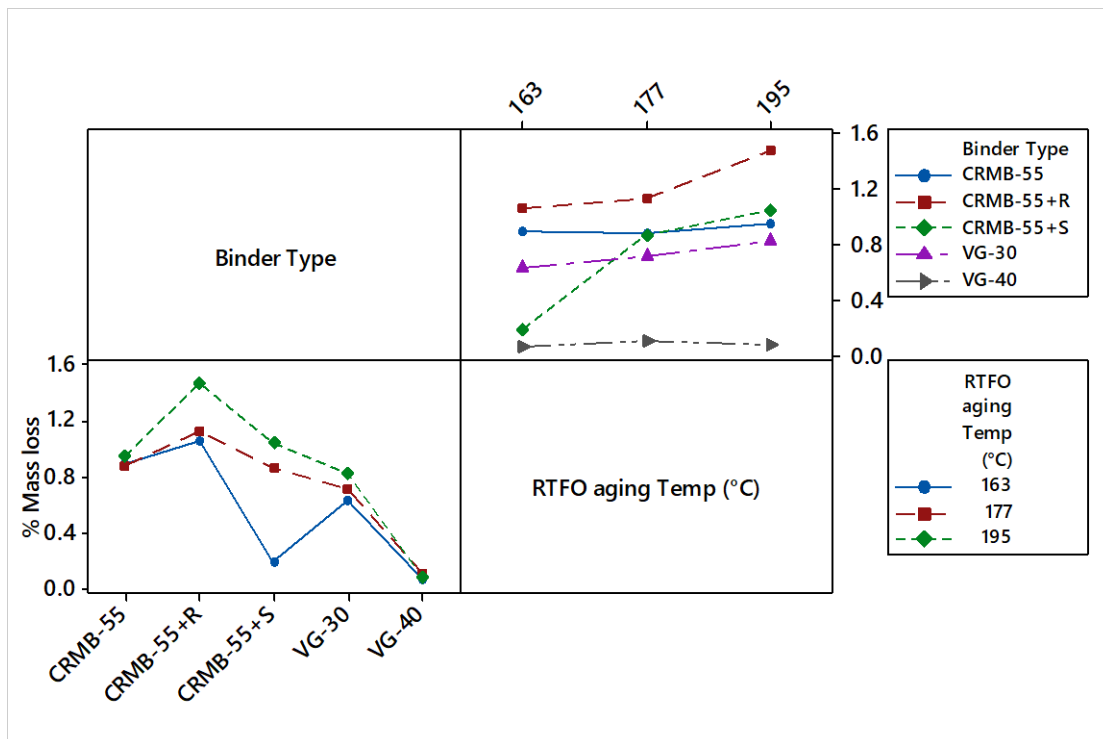 163
177
195
Binder Type
1.6
1.2
0.8
0.4
0.0
Binder Type
CRMB-55
CRMB-55+R
CRMB-55+S
VG-30
VG-40
% Mass loss
1.6
1.2
0.8
0.4
0.0
RTFO aging Temp (°C)
RTFO
aging
Temp
(°C)
163
177
195
CRMB-55
CRMB-55+R
CRMB-55+S
VG-30
VG-40